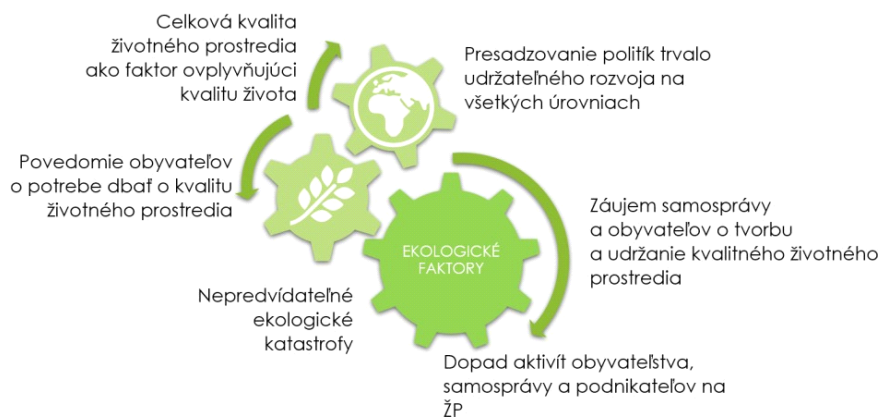 Celková kvalita
životného prostredia
ako faktor ovplyvňujúci
kvalitu života
Presadzovanie politík trvalo
udržateľného rozvoja na
všetkých úrovniach
Povedomie obyvateľov
o potrebe dbať o kvalitu
životného prostredia
Záujem samosprávy
a obyvateľov o tvorbu
a udržanie kvalitného životného
prostredia
EKOLOGICKÉ
FAKTORY
Nepredvídateľné
ekologické
katastrofy
Dopad aktivít obyvateľstva,
samosprávy a podnikateľov na
ŽP